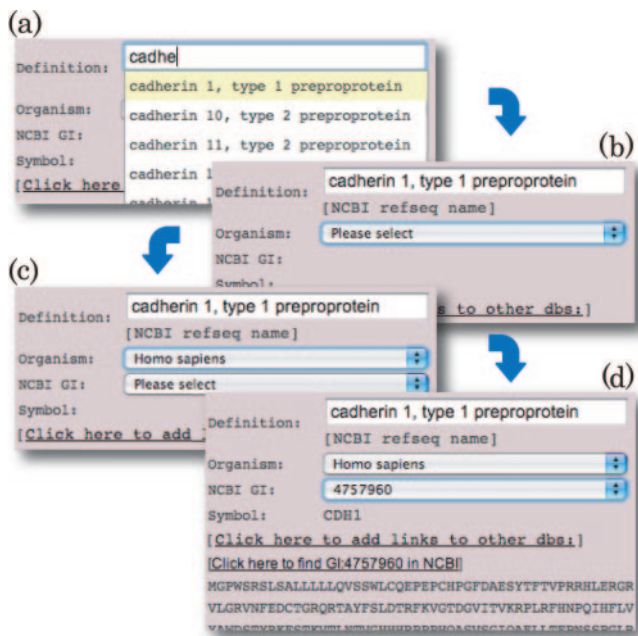 (a)
Definition: cadhe
cadherin 1, type 1 preproprotein
Organism:
cadherin 10, type 2 preproprotein
NCBI GI:
cadherin 11, type 2 preproprotein
Symbol:
[Click here
(b)
Definition: cadherin 1, type 1 preproprotein
[NCBI refseq name]
Organism: Please select
NCBI GI:
Symbol:
s to other dbs:]
(c)
Definition: cadherin 1, type 1 preproprotein
[NCBI refseq name]
Organism: Homo sapiens
NCBI GI: Please select
Symbol:
[Click here to add
(d)
Definition: cadherin 1, type 1 preproprotein
[NCBI refseq name]
Organism: Homo sapiens
NCBI GI: 4757960
Symbol: CDH1
[Click here to add links to other dbs:]
[Click here to find GI:4757960 in NCBI]
MGPWSRSLSALLLLLQVSSWLCQEPEPCHPGFDAESYTFTVPRRHLERGR
VLGRVNFEDCTGRQRTAYFSLDTRFKVGTDGVITVKRPLRFHNPQIHFLV